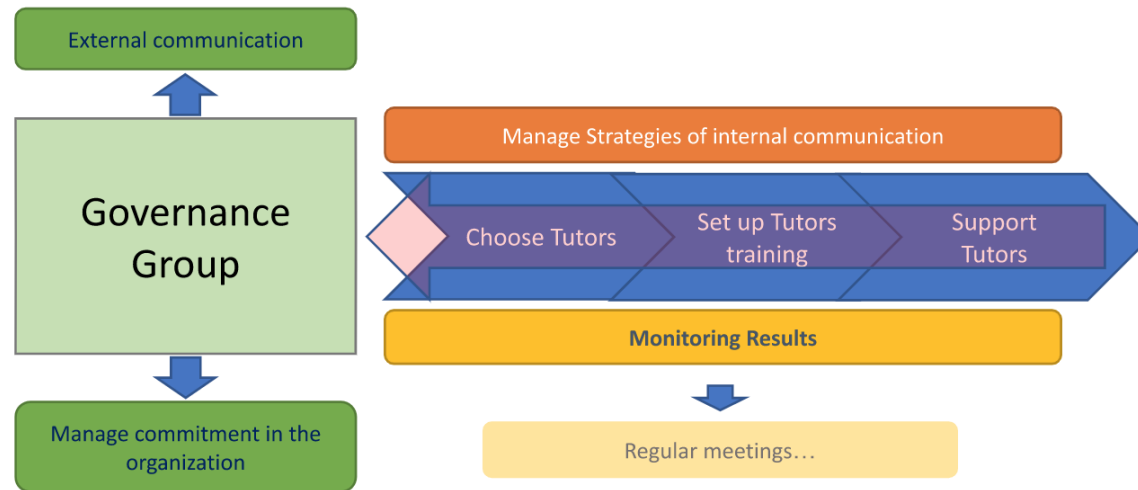 External communication
Governance
Group
Manage commitment in the
organization
Manage Strategies of internal communication
Choose Tutors
Set up Tutors
training
Support
Tutors
Monitoring Results
Regular meetings…